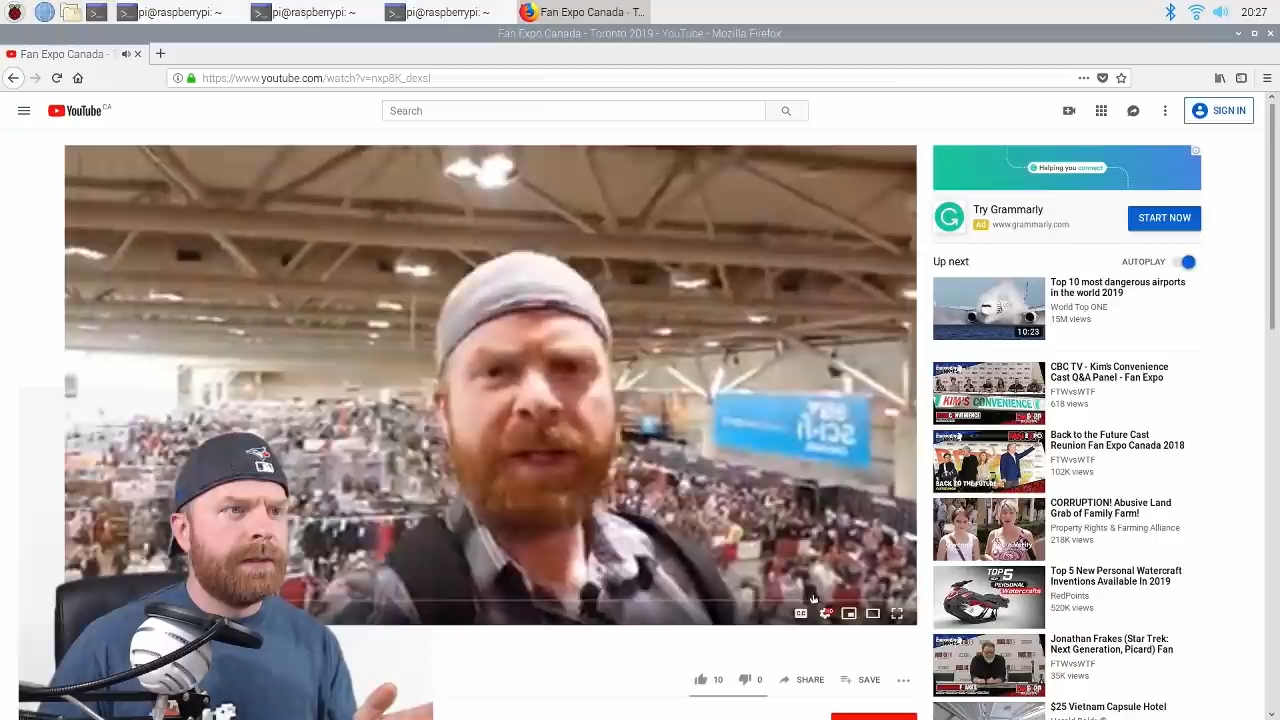 pi@raspberrypi: ~
pi@raspberrypi: ~
pi@raspberrypi: ~
Fan Expo Canada - T...
20:27
Fan Expo Canada - Toronto 2019 - YouTube - Mozilla Firefox
Fan Expo Canada -
https://www.youtube.com/watch?v=nxp8K_dexsI
YouTube CA
Search
SIGN IN
Helping you connect
Try Grammarly
Ad www.grammarly.com
START NOW
Up next
AUTOPLAY
Top 10 most dangerous airports
in the world 2019
World Top ONE
15M views
10:23
CBC TV - Kim's Convenience
Cast Q&A Panel - Fan Expo
FTWvsWTF
618 views
KIM'S CONVENIENCE
Back to the Future Cast
Reunion Fan Expo Canada 2018
FTWvsWTF
102K views
BACK TO THE FUTURE
CORRUPTION! Abusive Land
Grab of Family Farm!
Property Rights & Farming Alliance
218K views
Top 5 New Personal Watercraft
Inventions Available In 2019
RedPoints
520K views
TOP 5
Jonathan Frakes (Star Trek:
Next Generation, Picard) Fan
FTWvsWTF
35K views
$25 Vietnam Capsule Hotel
CC
10
0
SHARE
SAVE